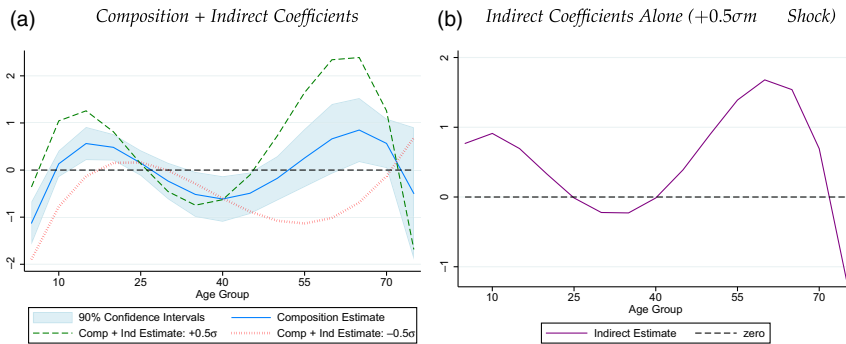 (a) Composition + Indirect Coefficients
2
1
0
−1
−2
10 25 40 55 70
Age Group
90% Confidence Intervals Composition Estimate
Comp + Ind Estimate: +0.5σ Comp + Ind Estimate: −0.5σ
(b) Indirect Coefficients Alone (+0.5σm Shock)
2
1
0
−1
10 25 40 55 70
Age Group
Indirect Estimate zero